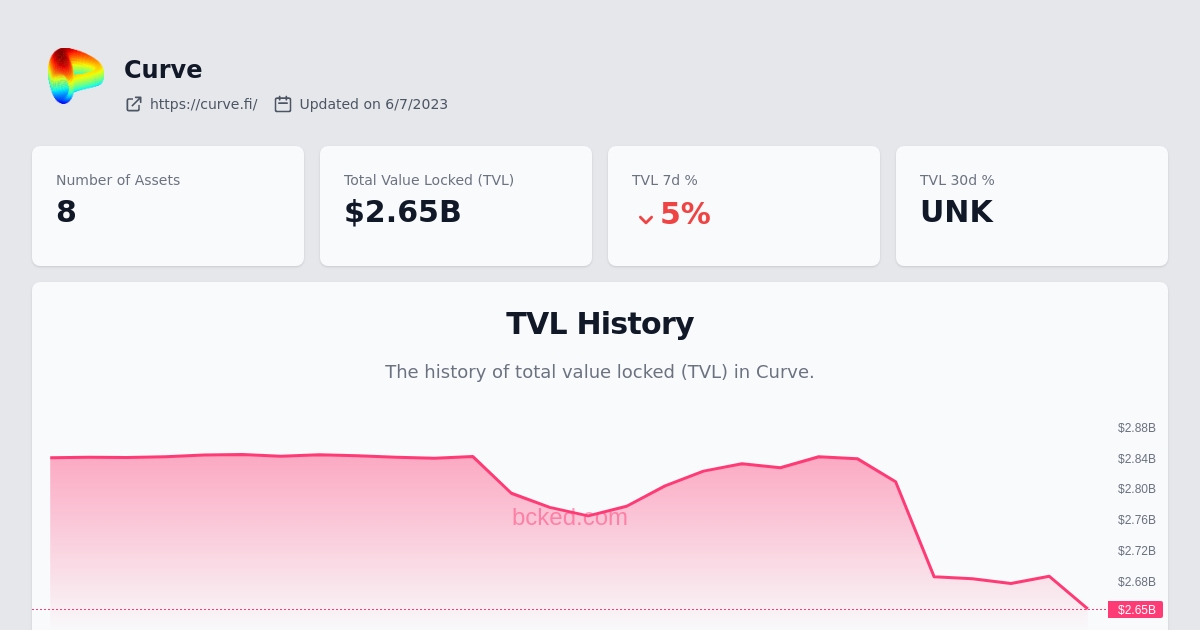 Curve
https://curve.fi/ Updated on 6/7/2023
Number of Assets
8
Total Value Locked (TVL)
$2.65B
TVL 7d %
5%
TVL 30d %
UNK
TVL History
The history of total value locked (TVL) in Curve.
$2.88B
$2.84B
$2.80B
$2.76B
$2.72B
$2.68B
$2.65B
bcked.com